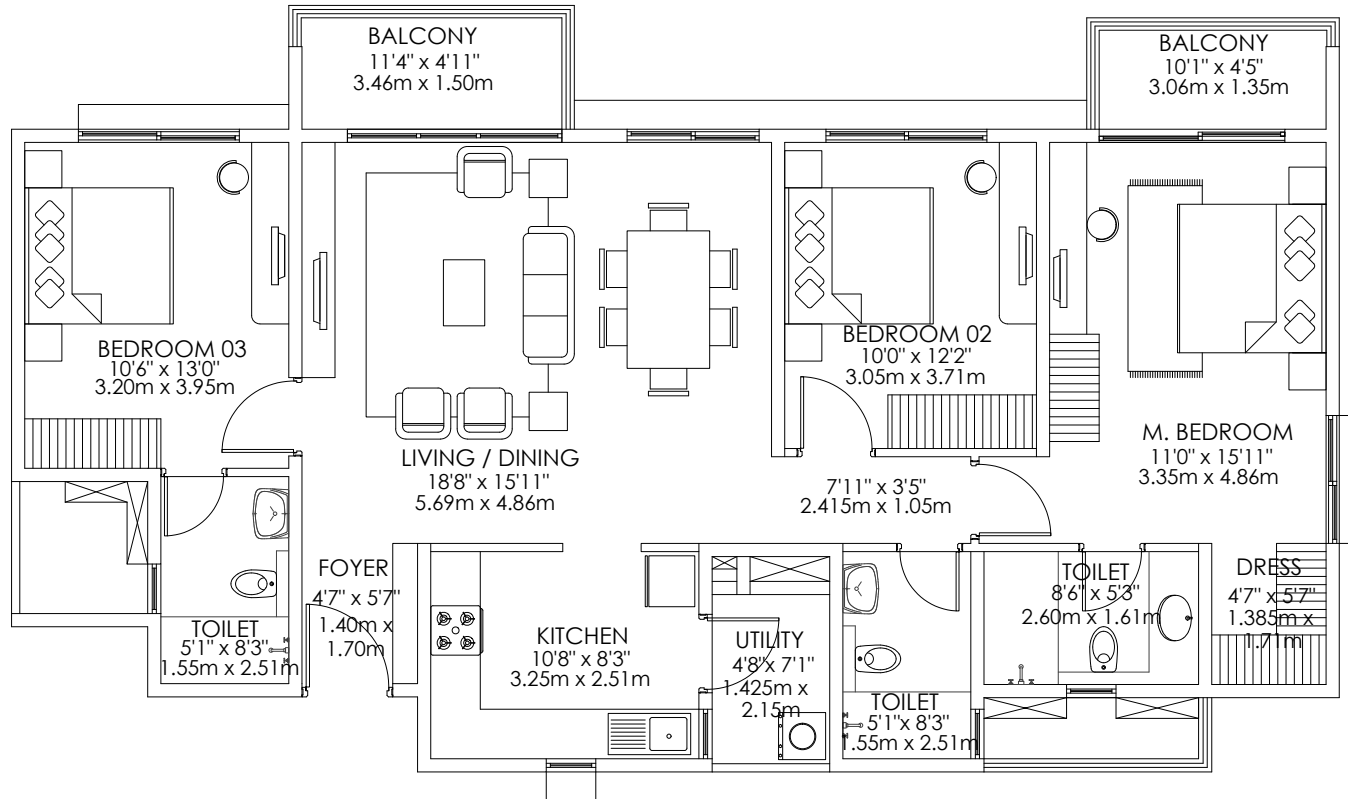 BALCONY
11'4" x 4'11"
3.46m x 1.50m
BALCONY
10'1" x 4'5"
3.06m x 1.35m
BEDROOM 03
10'6" x 13'0"
3.20m x 3.95m
BEDROOM 02
10'0" x 12'2"
3.05m x 3.71m
LIVING / DINING
18'8" x 15'11"
5.69m x 4.86m
M. BEDROOM
11'0" x 15'11"
3.35m x 4.86m
7'11" x 3'5"
2.415m x 1.05m
FOYER
4'7" x 5'7"
1.40m x
1.70m
TOILET
5'1" x 8'3"
1.55m x 2.51m
KITCHEN
10'8" x 8'3"
3.25m x 2.51m
UTILITY
4'8" x 7'1"
1.425m x
2.15m
TOILET
5'1"x 8'3"
1.55m x 2.51m
TOILET
8'6" x 5'3"
2.60m x 1.61m
DRESS
4'7" x 5'7"
1.385m x
1.71m